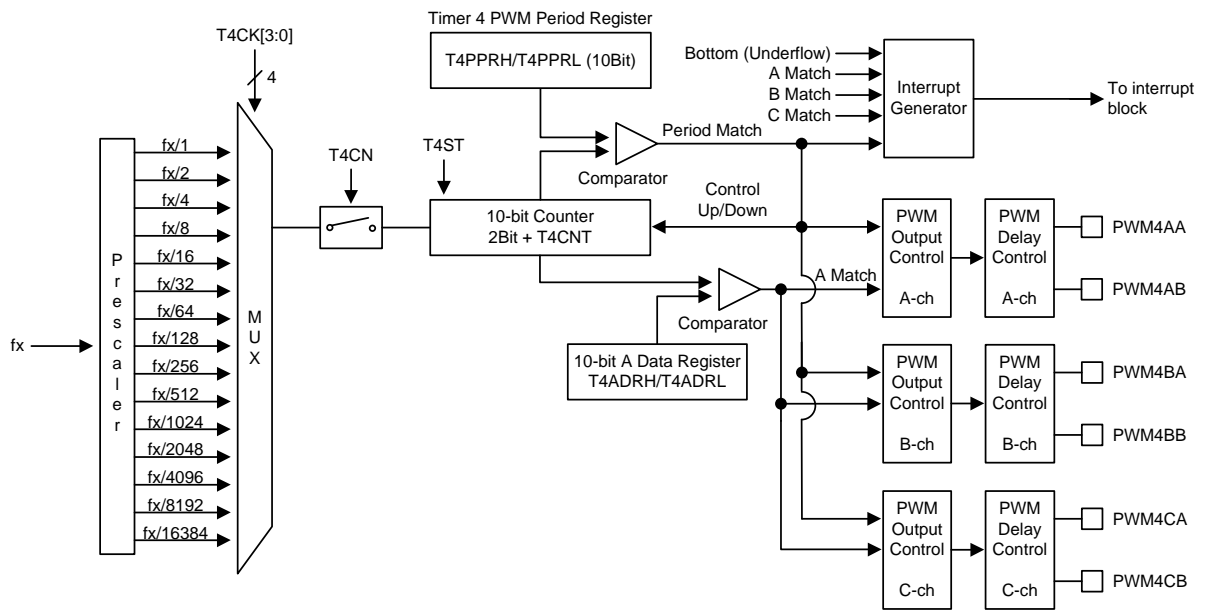 Timer 4 PWM Period Register
T4PPRH/T4PPRL (10Bit)
T4CK[3:0]
4
Bottom (Underflow)
A Match
B Match
C Match
Interrupt
Generator
To interrupt
block
Period Match
Comparator
fx
Prescaler
fx/1
fx/2
fx/4
fx/8
fx/16
fx/32
fx/64
fx/128
fx/256
fx/512
fx/1024
fx/2048
fx/4096
fx/8192
fx/16384
MUX
T4CN
T4ST
10-bit Counter
2Bit + T4CNT
Control
Up/Down
A Match
Comparator
10-bit A Data Register
T4ADRH/T4ADRL
PWM
Output
Control
A-ch
PWM
Delay
Control
A-ch
PWM4AA
PWM4AB
PWM
Output
Control
B-ch
PWM
Delay
Control
B-ch
PWM4BA
PWM4BB
PWM
Output
Control
C-ch
PWM
Delay
Control
C-ch
PWM4CA
PWM4CB